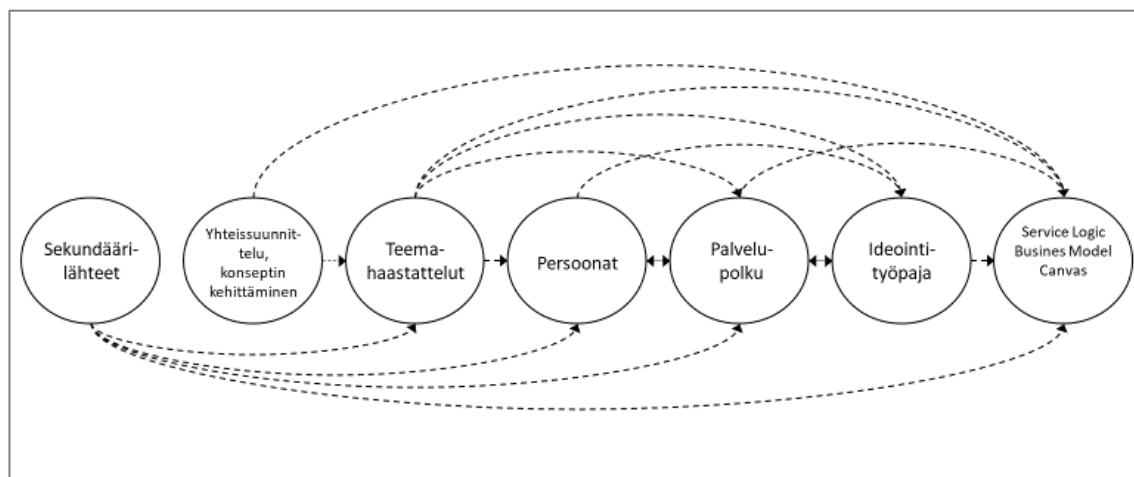 Sekundääri-
lähteet
Yhteissuunnit-
telu,
konseptin
kehittäminen
Teema-
haastattelut
Persoonat
Palvelu-
polku
Ideointi-
työpaja
Service Logic
Busines Model
Canvas